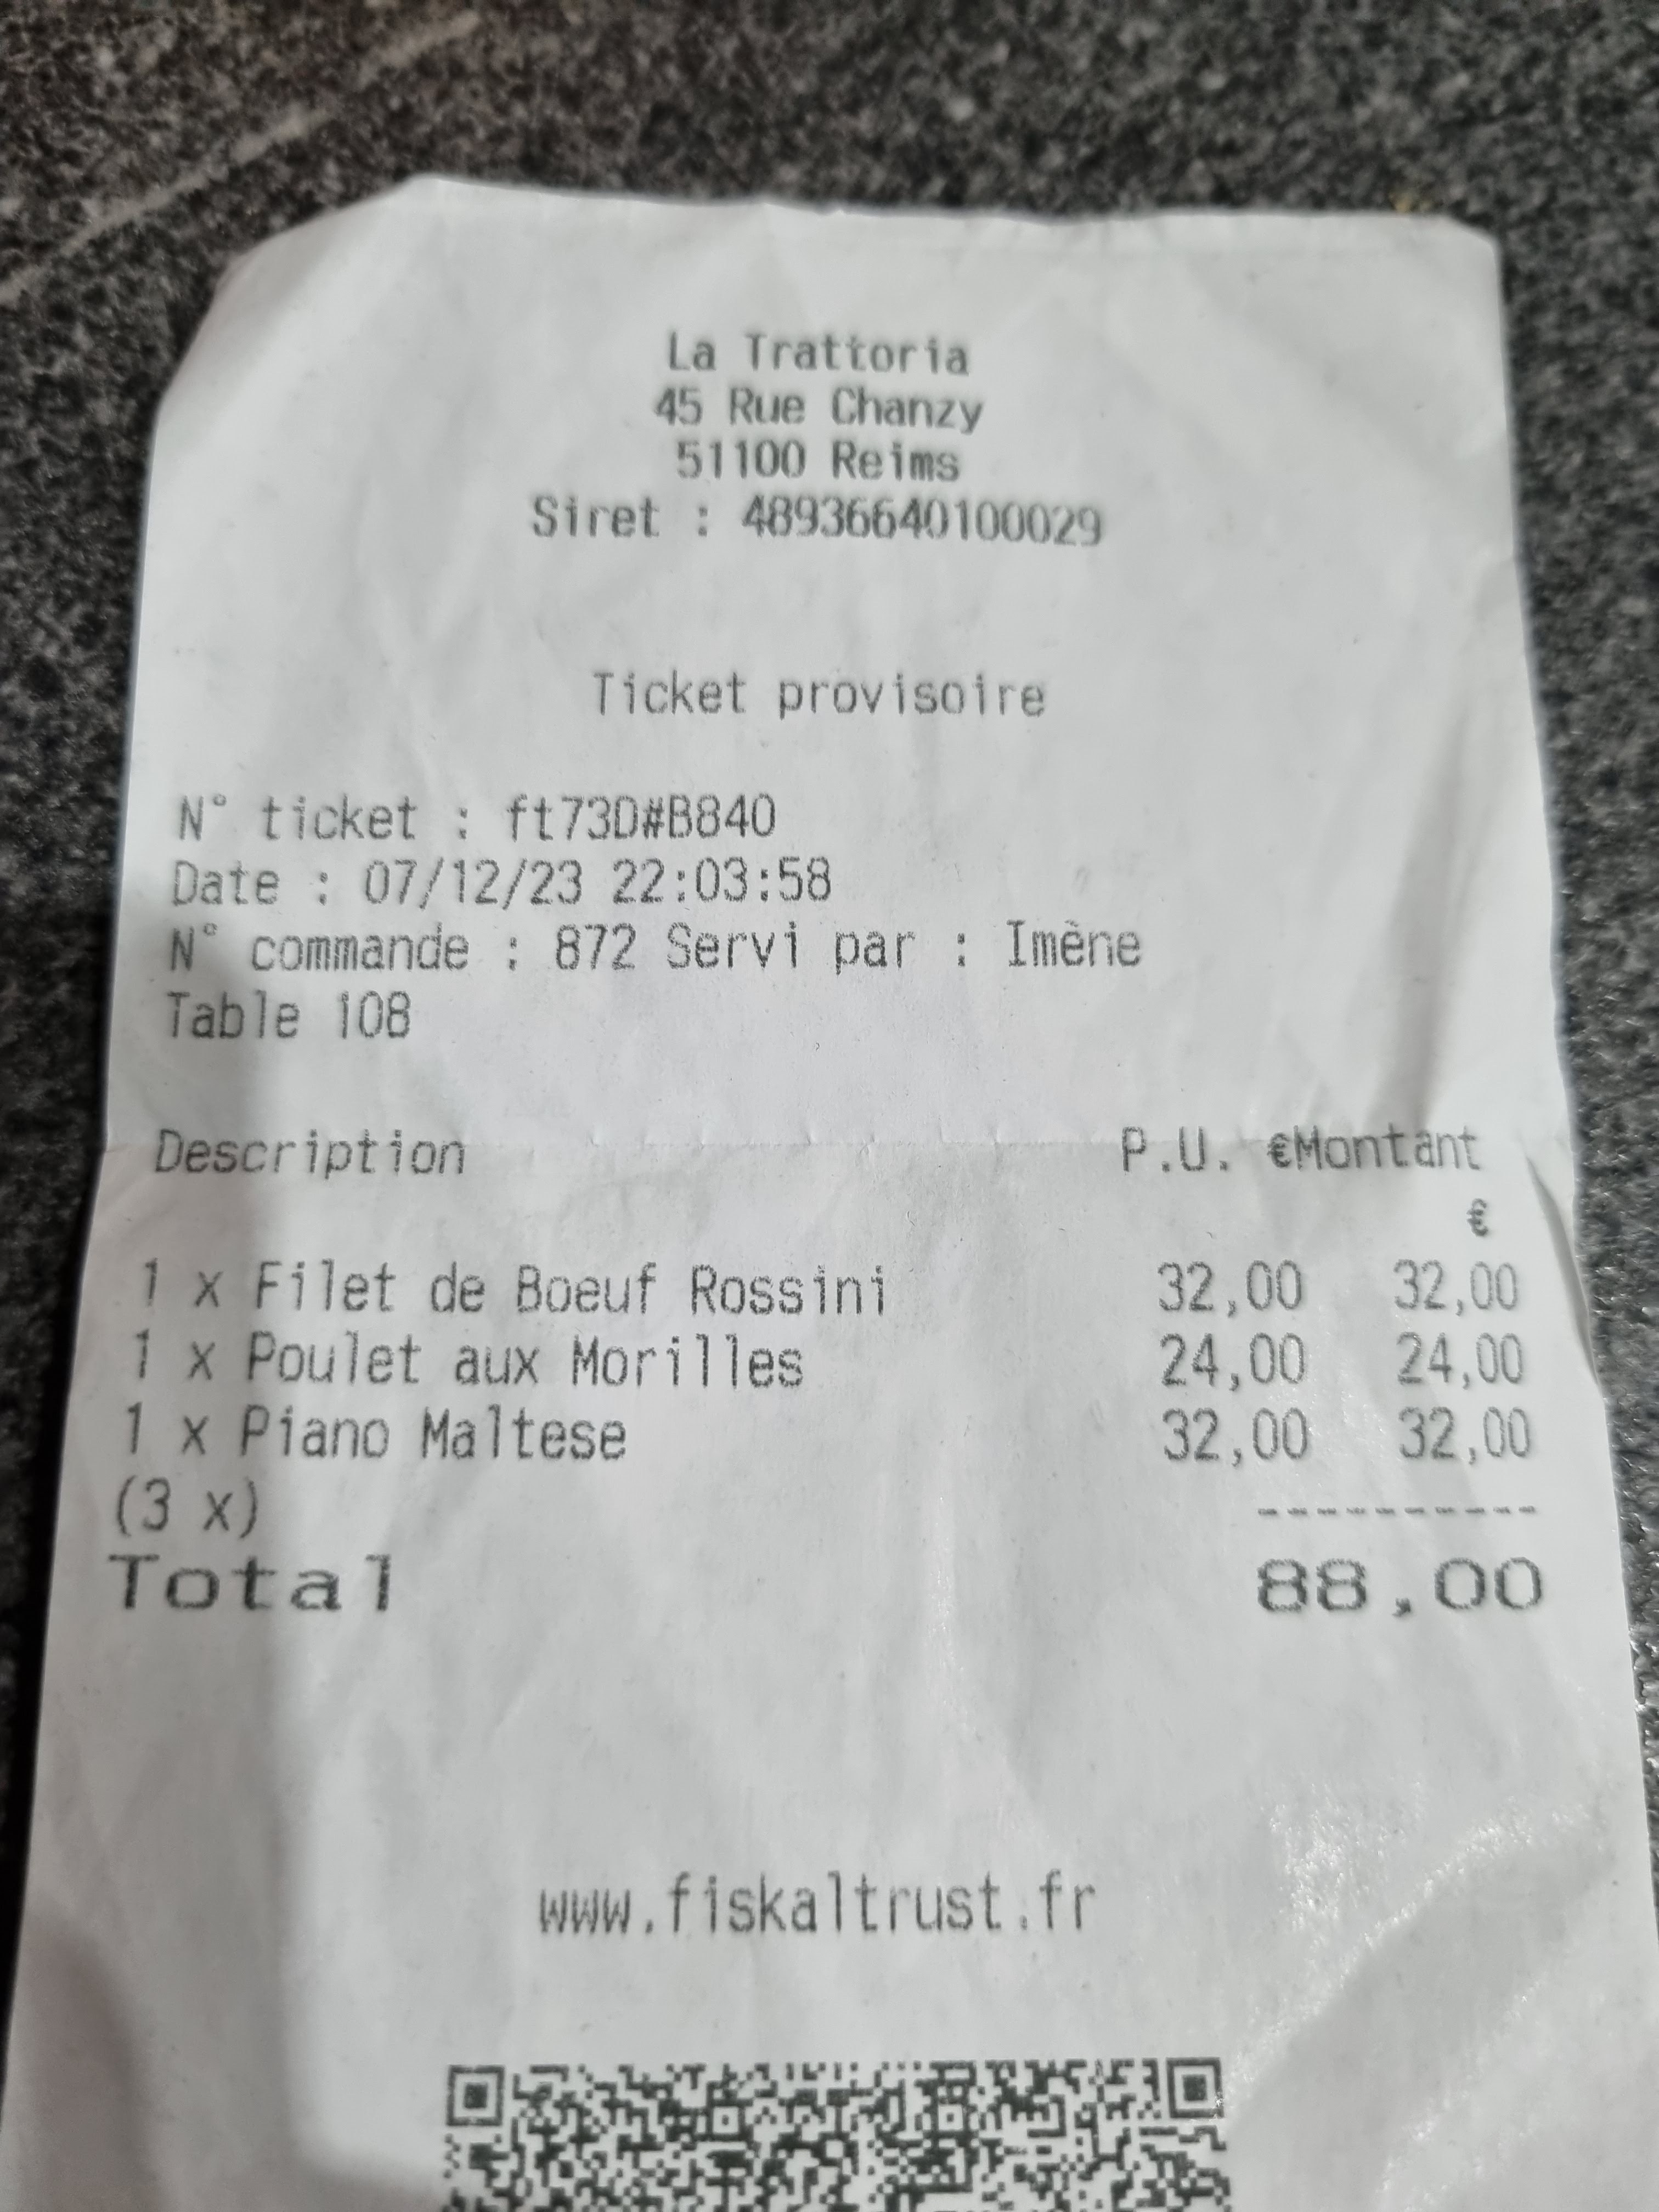 La Trattoria
45 Rue Chanzy
51100 Reims
Siret : 48936640100029
Ticket provisoire
N° ticket : ft73D#B840
Date : 07/12/23 22:03:58
N° commande : 872 Servi par : Imène
Table 108
Description P.U. €Montant
€
1 x Filet de Boeuf Rossini 32,00 32,00
1 x Poulet aux Morilles 24,00 24,00
1 x Piano Maltese 32,00 32,00
(3 x) ----------
Total 88,00
www.fiskaltrust.fr